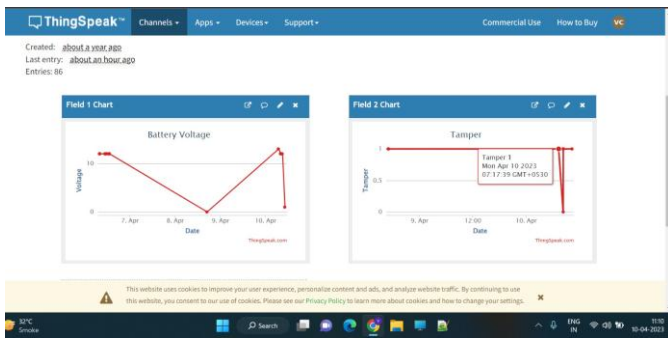 ThingSpeak™ Channels Apps Devices Support Commercial Use How to Buy VC
Created: about a year ago
Last entry: about an hour ago
Entries: 86
Field 1 Chart
Battery Voltage
Voltage
10
0
7. Apr 8. Apr 9. Apr 10. Apr
Date
ThingSpeak.com
Field 2 Chart
Tamper
Tamper
1
0.5
0
Tamper 1
Mon Apr 10 2023
07:17:39 GMT+0530
9. Apr 12:00 10. Apr
Date
ThingSpeak.com
This website uses cookies to improve your user experience, personalize content and ads, and analyze website traffic. By continuing to use
this website, you consent to our use of cookies. Please see our Privacy Policy to learn more about cookies and how to change your settings.
32°C
Smoke
Search
ENG
IN
11:10
10-04-2023